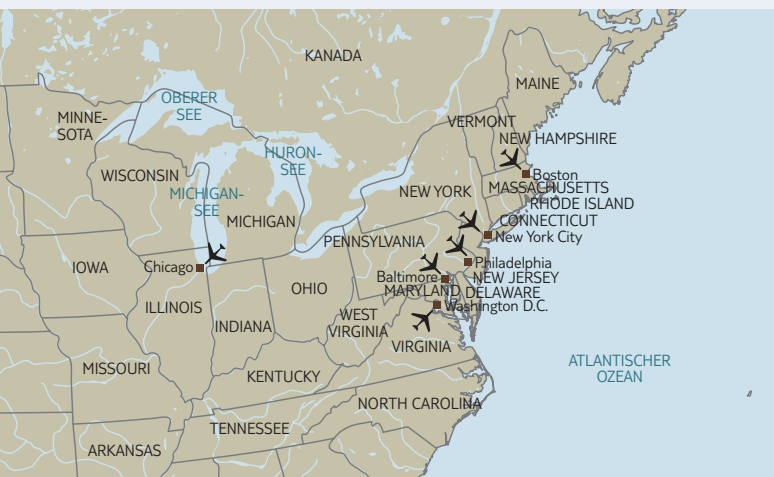 KANADA
MAINE
OBERER
SEE
MINNE-
SOTA
VERMONT
NEW HAMPSHIRE
HURON-
SEE
WISCONSIN
Boston
MASSACHUSETTS
MICHIGAN-
SEE
NEW YORK
RHODE ISLAND
MICHIGAN
CONNECTICUT
New York City
PENNSYLVANIA
Philadelphia
IOWA
Chicago
Baltimore
NEW JERSEY
OHIO
MARYLAND
DELAWARE
ILLINOIS
Washington D.C.
WEST
VIRGINIA
INDIANA
VIRGINIA
ATLANTISCHER
OZEAN
MISSOURI
KENTUCKY
NORTH CAROLINA
TENNESSEE
ARKANSAS